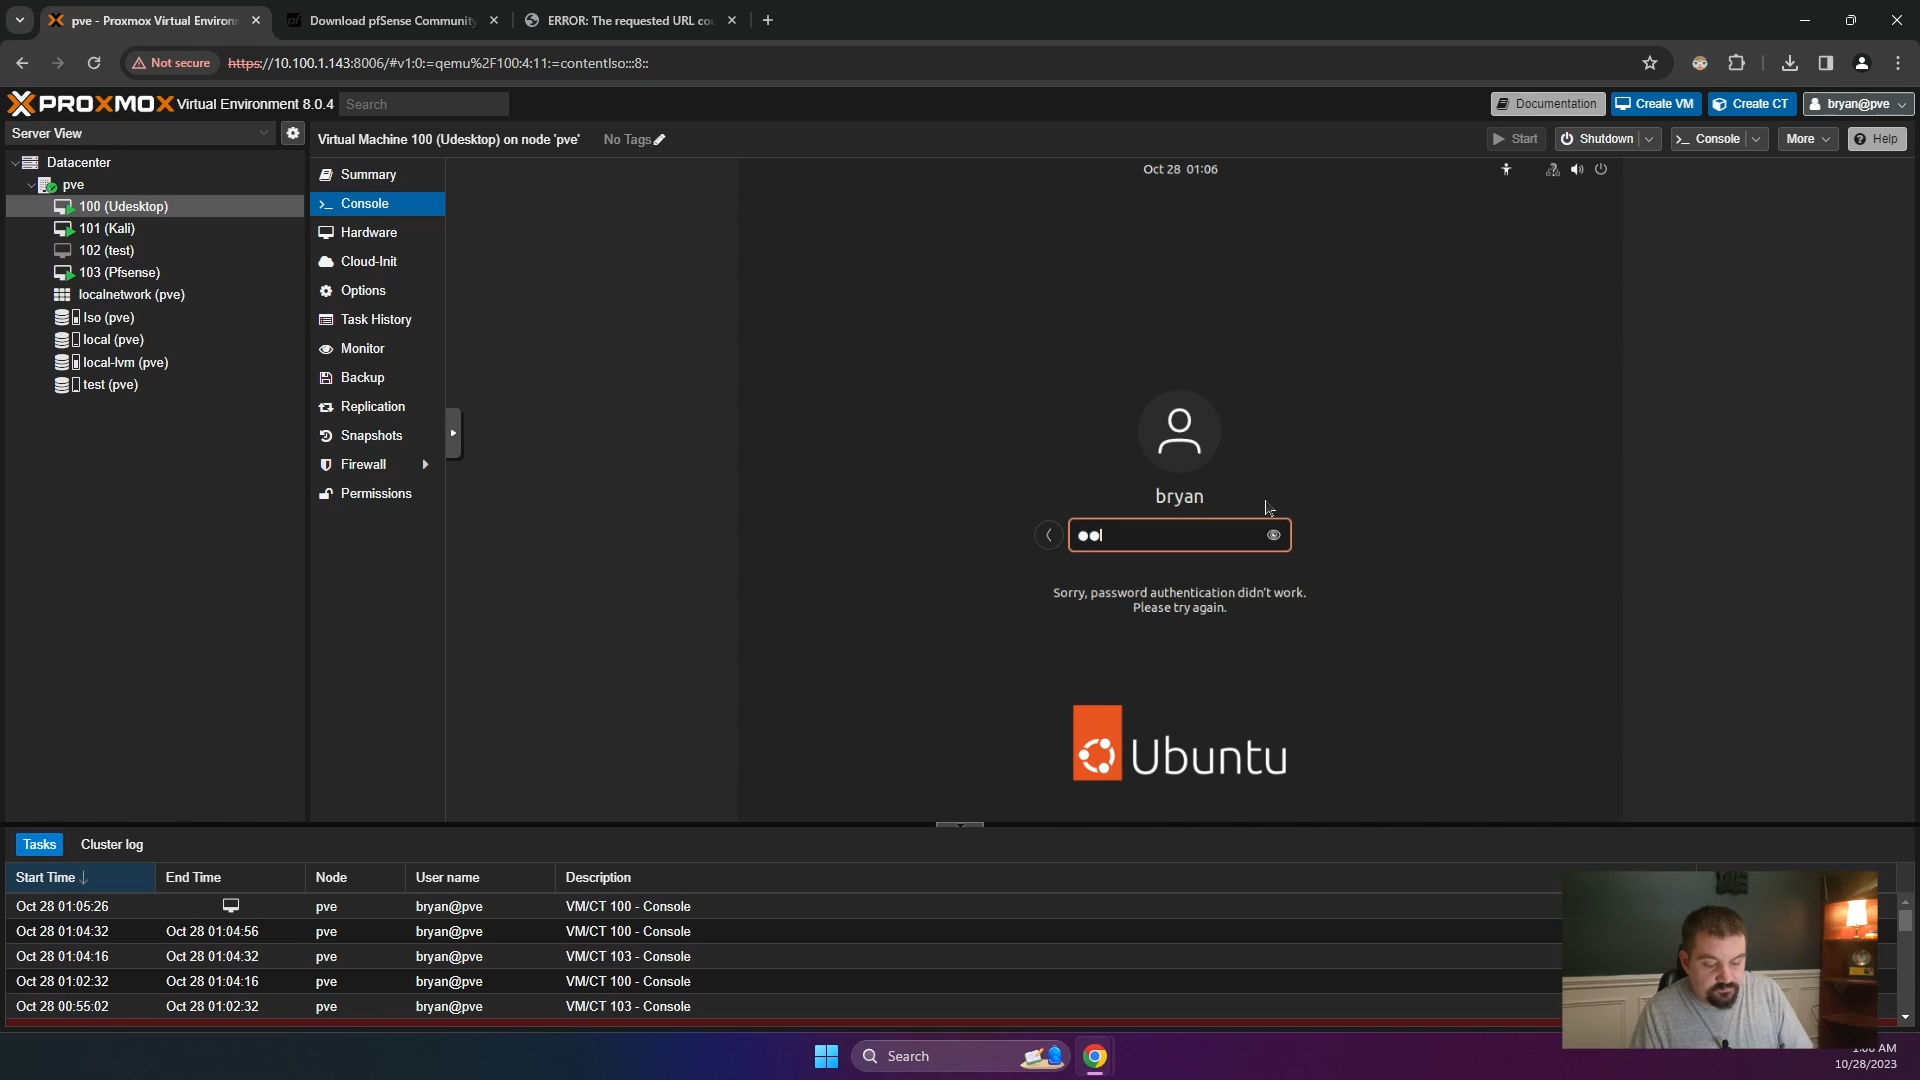 pve - Proxmox Virtual Environ
Download pfSense Community
ERROR: The requested URL co
Not secure
https://10.100.1.143:8006/#v1:0:=qemu%2F100:4:11:=contentIso:::8::
PROXMOX Virtual Environment 8.0.4
Search
Documentation
Create VM
Create CT
bryan@pve
Server View
Virtual Machine 100 (Udesktop) on node 'pve'
No Tags
Start
Shutdown
Console
More
Help
Datacenter
pve
100 (Udesktop)
101 (Kali)
102 (test)
103 (Pfsense)
localnetwork (pve)
Iso (pve)
local (pve)
local-lvm (pve)
test (pve)
Summary
Console
Hardware
Cloud-Init
Options
Task History
Monitor
Backup
Replication
Snapshots
Firewall
Permissions
Oct 28 01:06
bryan
Sorry, password authentication didn't work.
Please try again.
Ubuntu
Tasks
Cluster log
Start Time End Time Node User name Description
Oct 28 01:05:26 pve bryan@pve VM/CT 100 - Console
Oct 28 01:04:32 Oct 28 01:04:56 pve bryan@pve VM/CT 100 - Console
Oct 28 01:04:16 Oct 28 01:04:32 pve bryan@pve VM/CT 103 - Console
Oct 28 01:02:32 Oct 28 01:04:16 pve bryan@pve VM/CT 100 - Console
Oct 28 00:55:02 Oct 28 01:02:32 pve bryan@pve VM/CT 103 - Console
Search
AM
10/28/2023